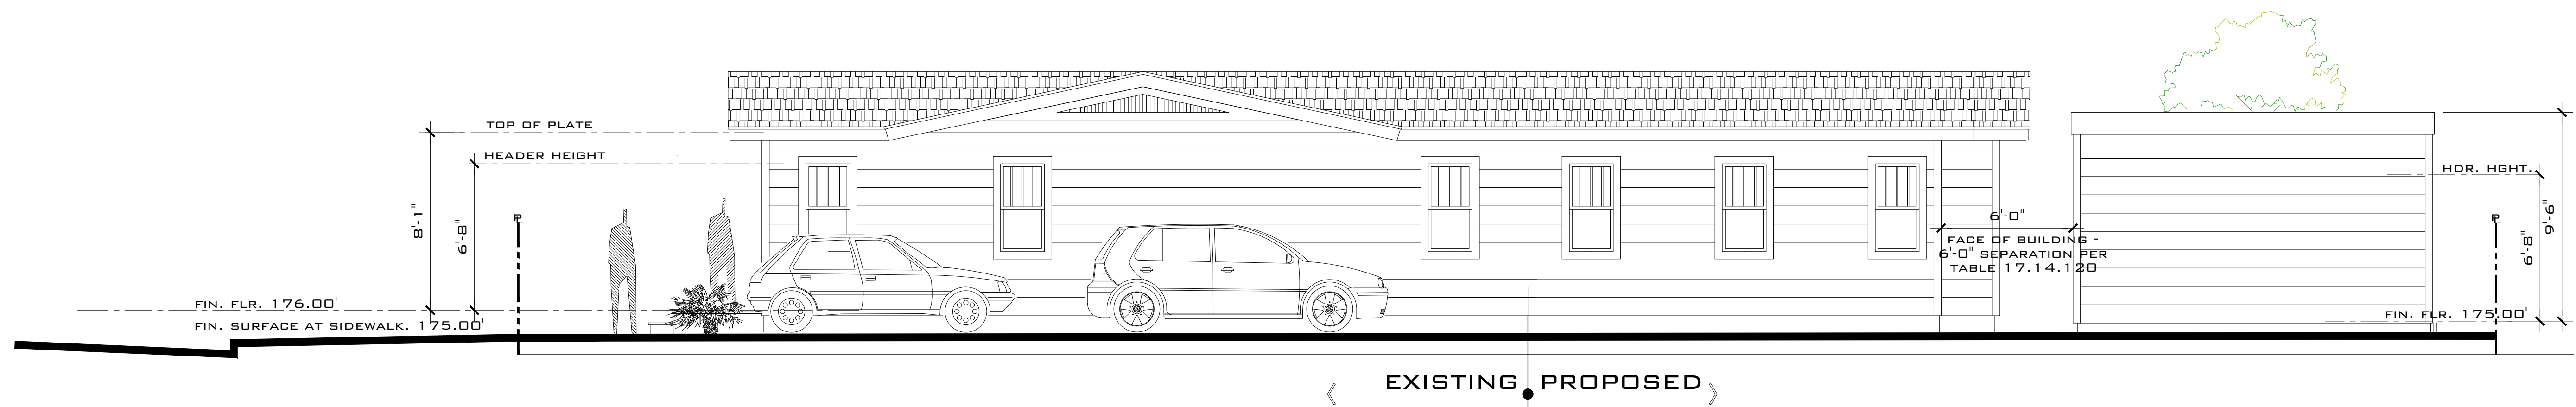 TOP OF PLATE
HEADER HEIGHT
8'-1"
6'-8"
PL
FIN. FLR. 176.00'
FIN. SURFACE AT SIDEWALK. 175.00'
6'-0"
FACE OF BUILDING -
6'-0" SEPARATION PER
TABLE 17.14.120
HDR. HGHT.
PL
6'-8"
9'-6"
FIN. FLR. 175.00'
EXISTING PROPOSED